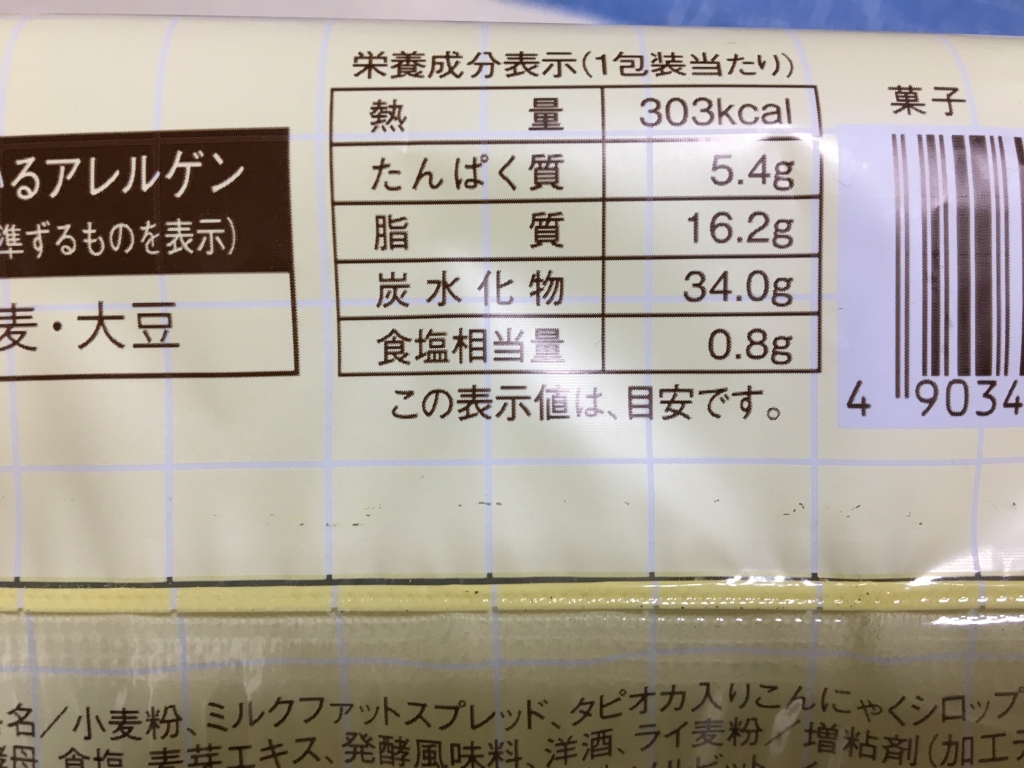 栄養成分表示(1包装当たり)
熱量 303kcal
たんぱく質 5.4g
脂質 16.2g
炭水化物 34.0g
食塩相当量 0.8g
この表示値は、目安です。
るアレルゲン
準ずるものを表示)
麦・大豆
菓子
4 9034
名/小麦粉、ミルクファットスプレッド、タピオカ入りこんにゃくシロップ
母、食塩、麦芽エキス、発酵風味料、洋酒、ライ麦粉/増粘剤(加工